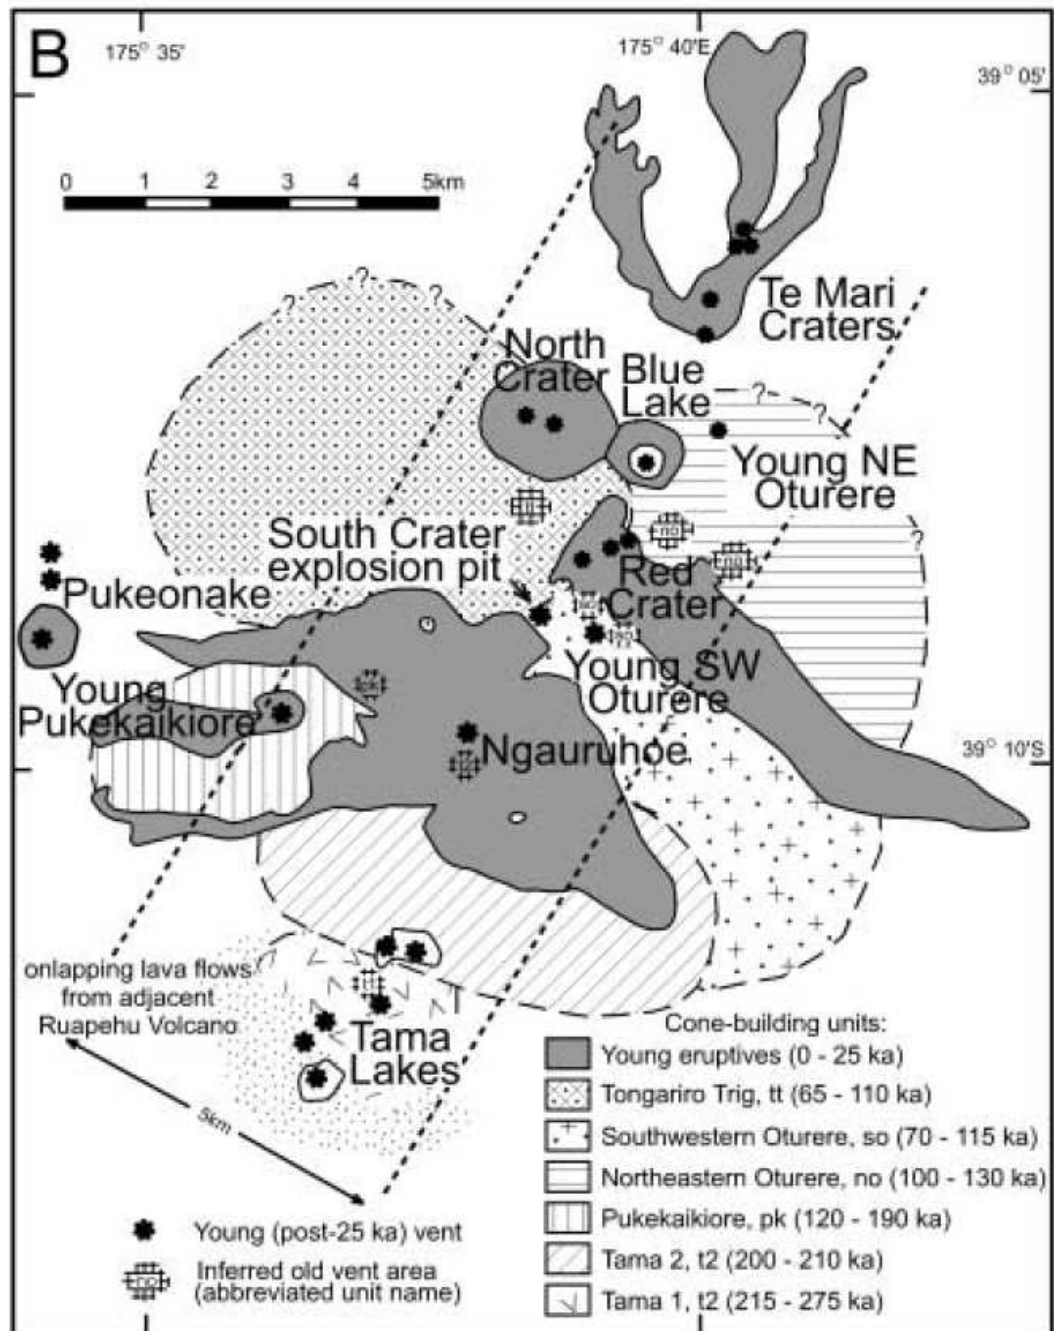 B
175° 35'
175° 40'E
39° 05'
0 1 2 3 4 5km
Te Mari
Craters
North
Crater
Blue
Lake
Young NE
Oturere
South Crater
explosion pit
Red
Crater
Pukeonake
Young SW
Oturere
Young
Pukekaikiore
Ngauruhoe
39° 10'S
onlapping lava flows
from adjacent
Ruapehu Volcano
Tama
Lakes
5km
Cone-building units:
Young eruptives (0 - 25 ka)
Tongariro Trig, tt (65 - 110 ka)
Southwestern Oturere, so (70 - 115 ka)
Northeastern Oturere, no (100 - 130 ka)
Pukekaikiore, pk (120 - 190 ka)
Tama 2, t2 (200 - 210 ka)
Tama 1, t2 (215 - 275 ka)
Young (post-25 ka) vent
no
Inferred old vent area
(abbreviated unit name)
? ? ?
? ?
?
no
no
pk